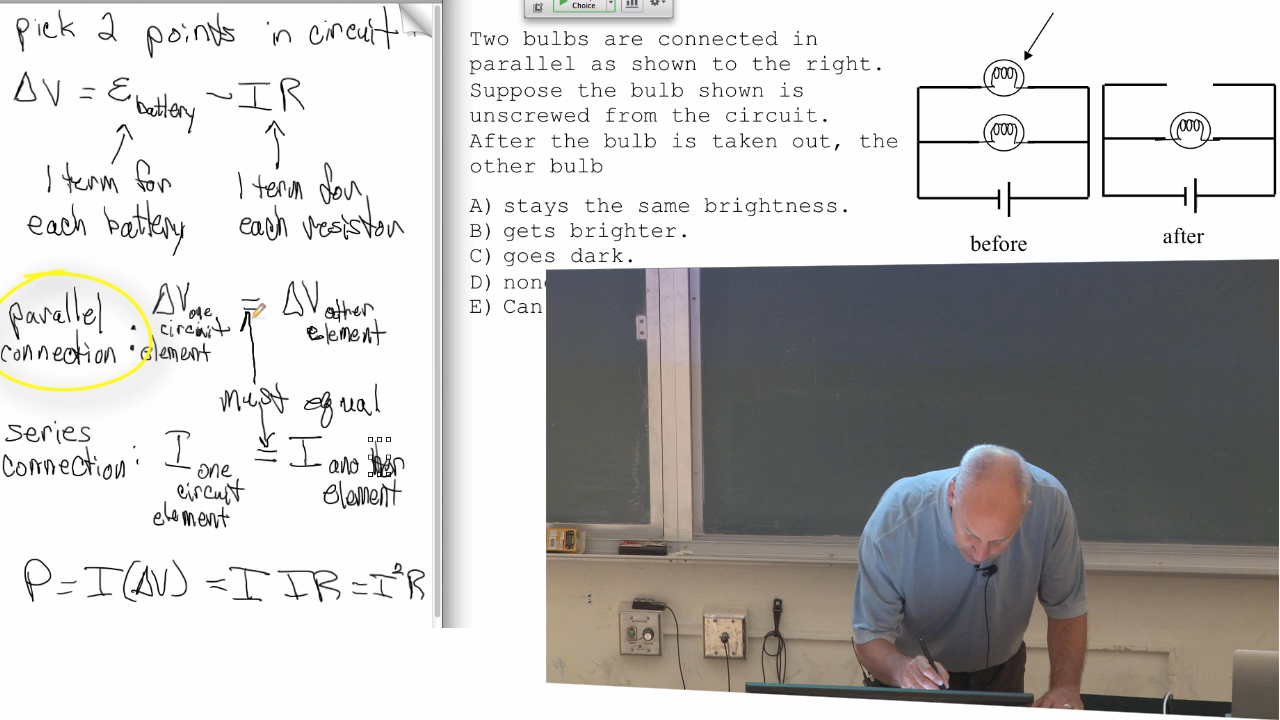 pick 2 points in circuit
ΔV = ε battery - IR
1 term for each battery
1 term for each resistor
parallel connection : ΔV one circuit element = ΔV other element
must equal
series connection : I one circuit element = I another element
P = I(ΔV) = I IR = I²R
Choice
Two bulbs are connected in
parallel as shown to the right.
Suppose the bulb shown is
unscrewed from the circuit.
After the bulb is taken out, the
other bulb
A) stays the same brightness.
B) gets brighter.
C) goes dark.
D) none
E) Can
before
after